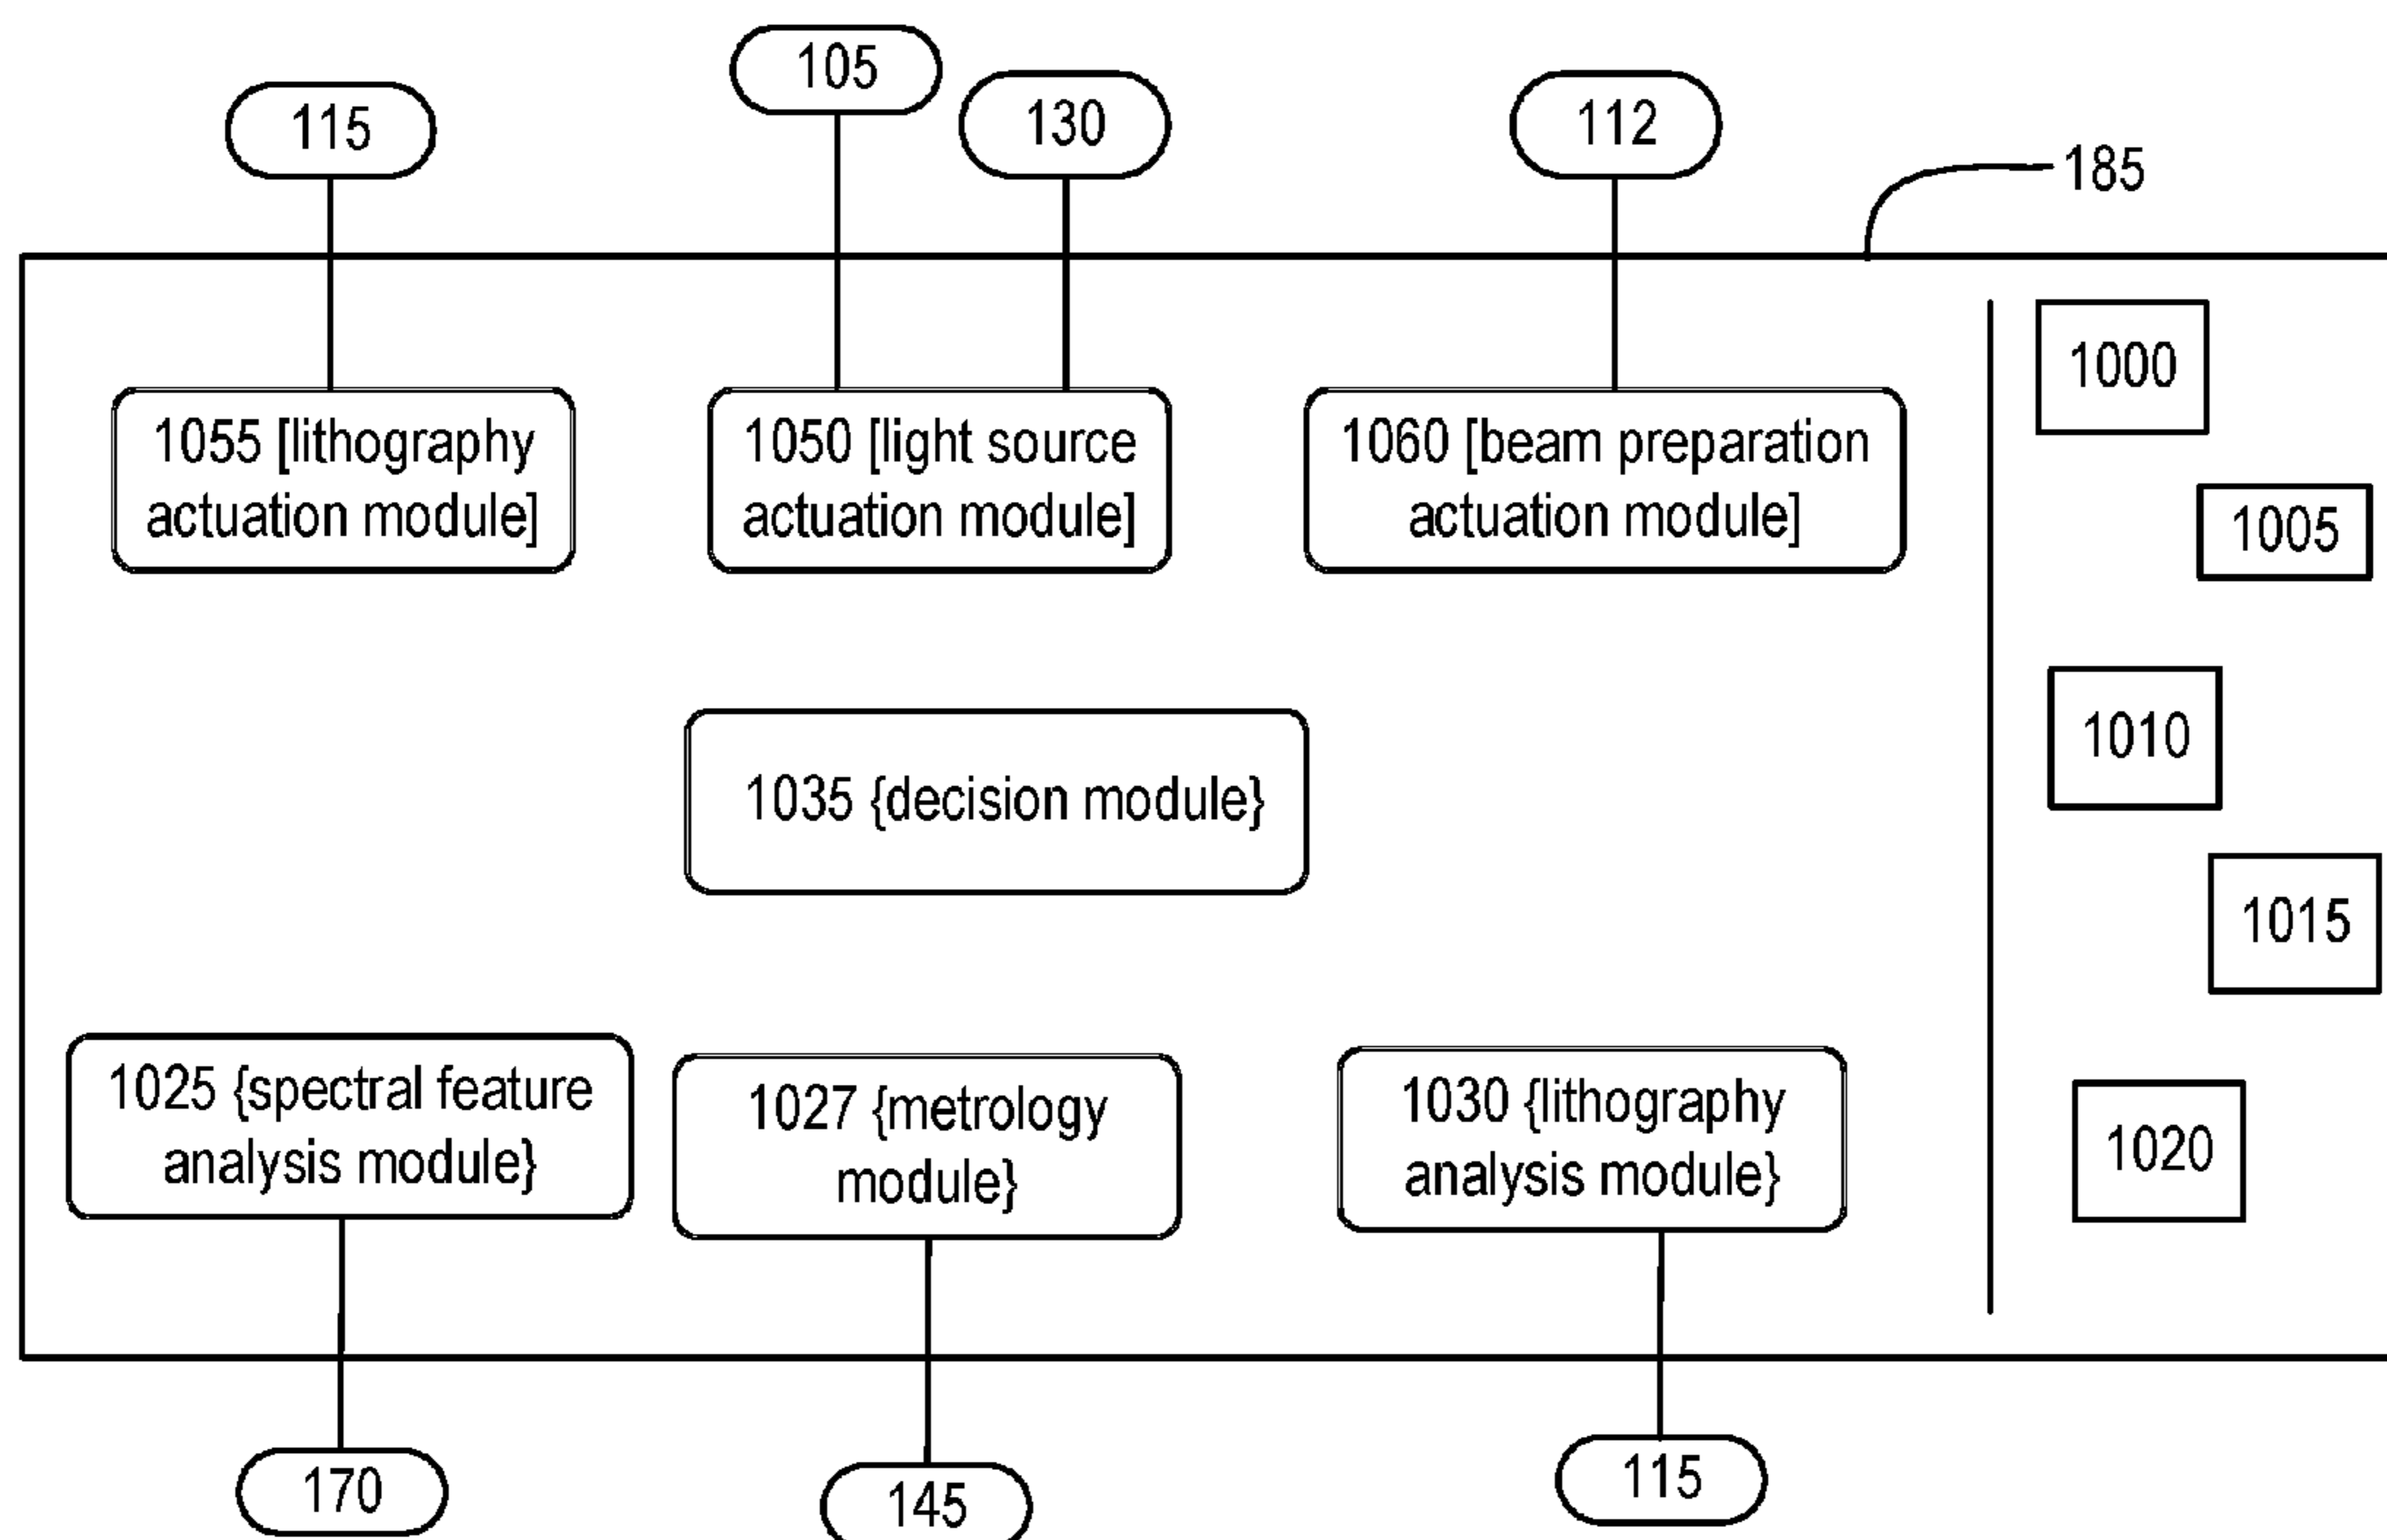 105
115
130
112
185
1000
1055 [lithography
actuation module]
1050 [light source
actuation module]
1060 [beam preparation
actuation module]
1005
1010
1035 {decision module}
1015
1025 {spectral feature
analysis module}
1027 {metrology
module}
1030 {lithography
analysis module}
1020
170
145
115